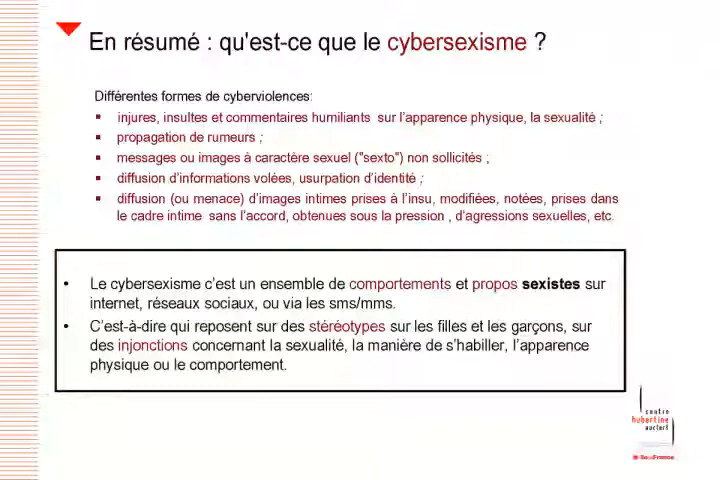 En résumé : qu'est-ce que le cybersexisme ?
Différentes formes de cyberviolences:
▪ injures, insultes et commentaires humiliants sur l'apparence physique, la sexualité ;
▪ propagation de rumeurs ;
▪ messages ou images à caractère sexuel ("sexto") non sollicités ;
▪ diffusion d'informations volées, usurpation d'identité ;
▪ diffusion (ou menace) d'images intimes prises à l'insu, modifiées, notées, prises dans
le cadre intime sans l'accord, obtenues sous la pression , d'agressions sexuelles, etc.
• Le cybersexisme c'est un ensemble de comportements et propos sexistes sur
internet, réseaux sociaux, ou via les sms/mms.
• C'est-à-dire qui reposent sur des stéréotypes sur les filles et les garçons, sur
des injonctions concernant la sexualité, la manière de s'habiller, l'apparence
physique ou le comportement.
centre
hubertine
auclert
îledeFrance